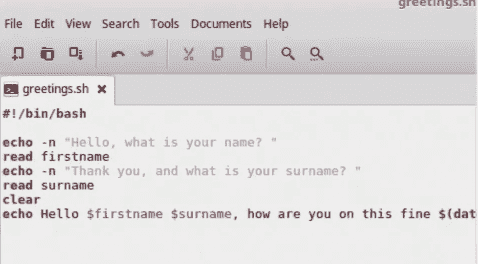 greetings.sh
File Edit View Search Tools Documents Help
greetings.sh
#!/bin/bash
echo -n "Hello, what is your name? "
read firstname
echo -n "Thank you, and what is your surname? "
read surname
clear
echo Hello $firstname $surname, how are you on this fine $(dat